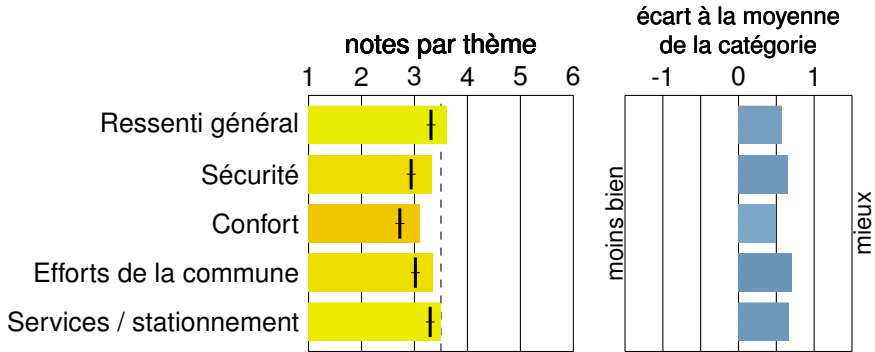 notes par thème
1 2 3 4 5 6
écart à la moyenne
de la catégorie
-1 0 1
Ressenti général
Sécurité
Confort
Efforts de la commune
Services / stationnement
moins bien
mieux